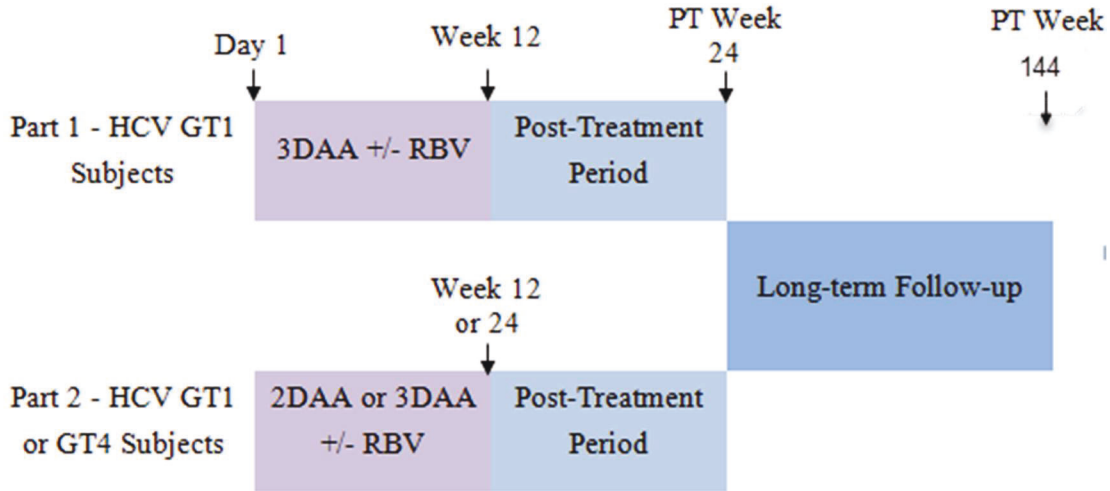 Day 1
Week 12
PT Week
24
PT Week
144
Part 1 - HCV GT1
Subjects
3DAA +/- RBV
Post-Treatment
Period
Long-term Follow-up
Week 12
or 24
Part 2 - HCV GT1
or GT4 Subjects
2DAA or 3DAA
+/- RBV
Post-Treatment
Period